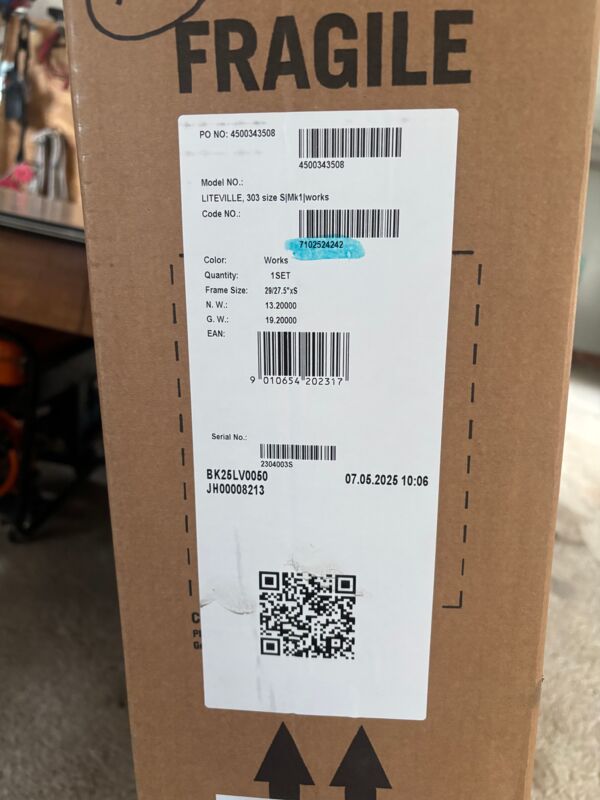 FRAGILE
PO NO: 4500343508
4500343508
Model NO.:
LITEVILLE, 303 size S|Mk1|works
Code NO.:
7102524242
Color: Works
Quantity: 1SET
Frame Size: 29/27.5"xS
N. W.: 13.20000
G. W.: 19.20000
EAN:
9 010654 202317
Serial No.:
2304003S
BK25LV0050
07.05.2025 10:06
JH00008213